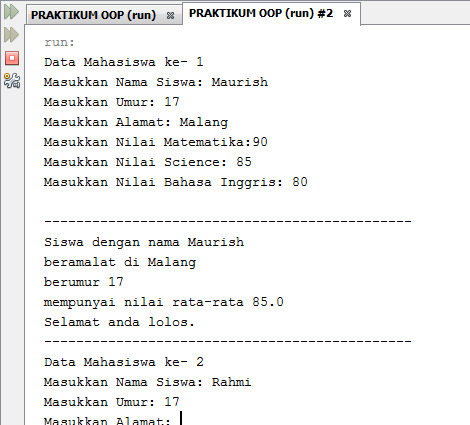 PRAKTIKUM OOP (run) PRAKTIKUM OOP (run) #2
run:
Data Mahasiswa ke- 1
Masukkan Nama Siswa: Maurish
Masukkan Umur: 17
Masukkan Alamat: Malang
Masukkan Nilai Matematika:90
Masukkan Nilai Science: 85
Masukkan Nilai Bahasa Inggris: 80
----------------------------------------------
Siswa dengan nama Maurish
beramalat di Malang
berumur 17
mempunyai nilai rata-rata 85.0
Selamat anda lolos.
----------------------------------------------
Data Mahasiswa ke- 2
Masukkan Nama Siswa: Rahmi
Masukkan Umur: 17
Masukkan Alamat: